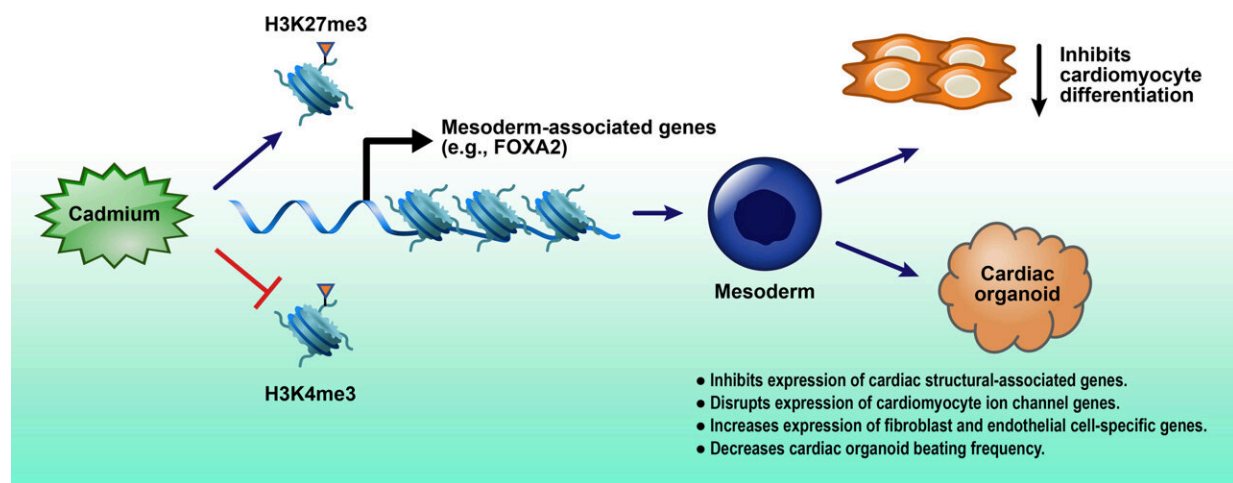 H3K27me3
Inhibits
cardiomyocyte
differentiation
Mesoderm-associated genes
(e.g., FOXA2)
Cadmium
Mesoderm
Cardiac
organoid
H3K4me3
● Inhibits expression of cardiac structural-associated genes.
● Disrupts expression of cardiomyocyte ion channel genes.
● Increases expression of fibroblast and endothelial cell-specific genes.
● Decreases cardiac organoid beating frequency.